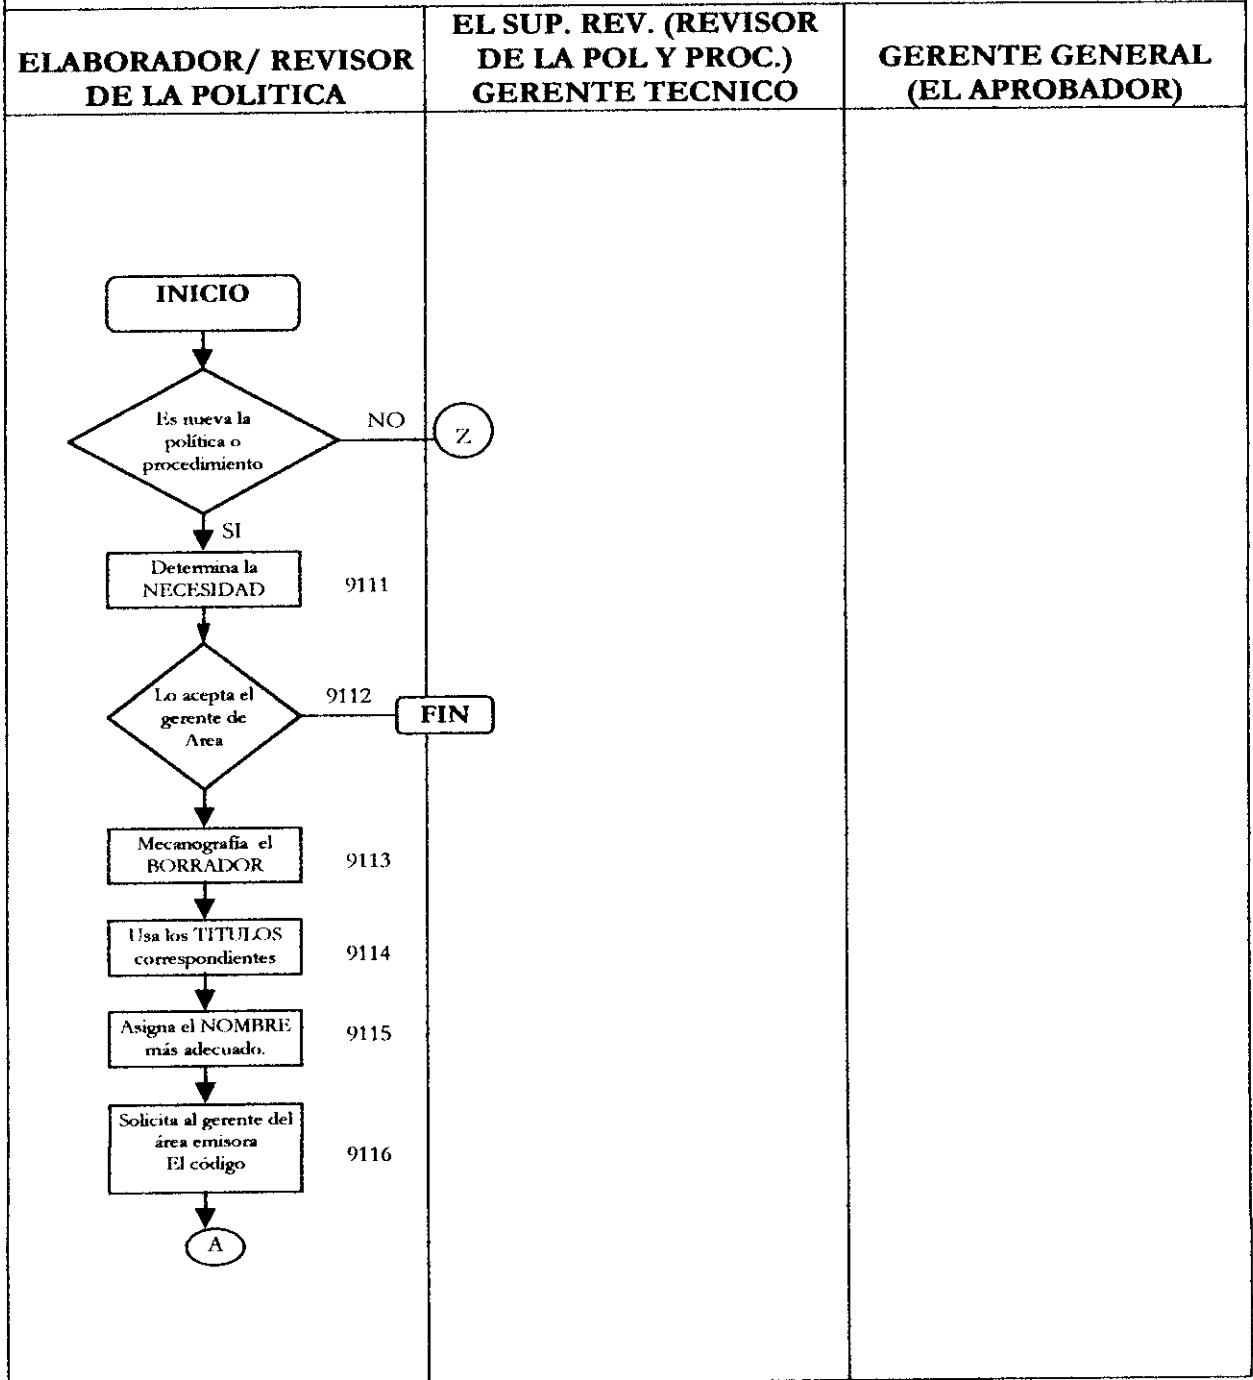 ELABORADOR/ REVISOR
DE LA POLITICA
EL SUP. REV. (REVISOR
DE LA POL Y PROC.)
GERENTE TECNICO
GERENTE GENERAL
(EL APROBADOR)
INICIO
Es nueva la
política o
procedimiento
NO
Z
SI
Determina la
NECESIDAD
9111
Lo acepta el
gerente de
Area
9112
FIN
Mecanografía el
BORRADOR
9113
Usa los TITULOS
correspondientes
9114
Asigna el NOMBRE
más adecuado.
9115
Solicita al gerente del
área emisora
El código
9116
A